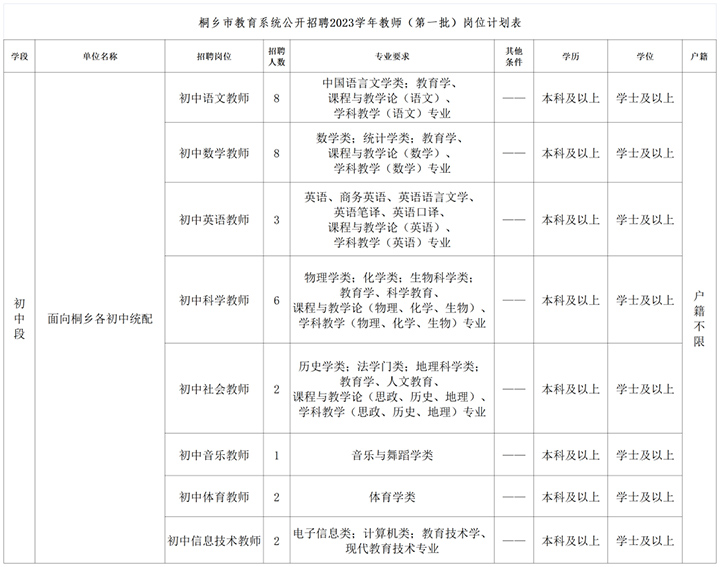 桐乡市教育系统公开招聘2023学年教师（第一批）岗位计划表
学段 单位名称 招聘岗位 招聘人数 专业要求 其他条件 学历 学位 户籍
初中段 面向桐乡各初中统配 户籍不限
初中语文教师 8 中国语言文学类；教育学、
课程与教学论（语文）、
学科教学（语文）专业 —— 本科及以上 学士及以上
初中数学教师 8 数学类；统计学类；教育学、
课程与教学论（数学）、
学科教学（数学）专业 —— 本科及以上 学士及以上
初中英语教师 3 英语、商务英语、英语语言文学、
英语笔译、英语口译、
课程与教学论（英语）、
学科教学（英语）专业 —— 本科及以上 学士及以上
初中科学教师 6 物理学类；化学类；生物科学类；
教育学、科学教育、
课程与教学论（物理、化学、生物）、
学科教学（物理、化学、生物）专业 —— 本科及以上 学士及以上
初中社会教师 2 历史学类；法学门类；地理科学类；
教育学、人文教育、
课程与教学论（思政、历史、地理）、
学科教学（思政、历史、地理）专业 —— 本科及以上 学士及以上
初中音乐教师 1 音乐与舞蹈学类 —— 本科及以上 学士及以上
初中体育教师 2 体育学类 —— 本科及以上 学士及以上
初中信息技术教师 2 电子信息类；计算机类；教育技术学、
现代教育技术专业 —— 本科及以上 学士及以上